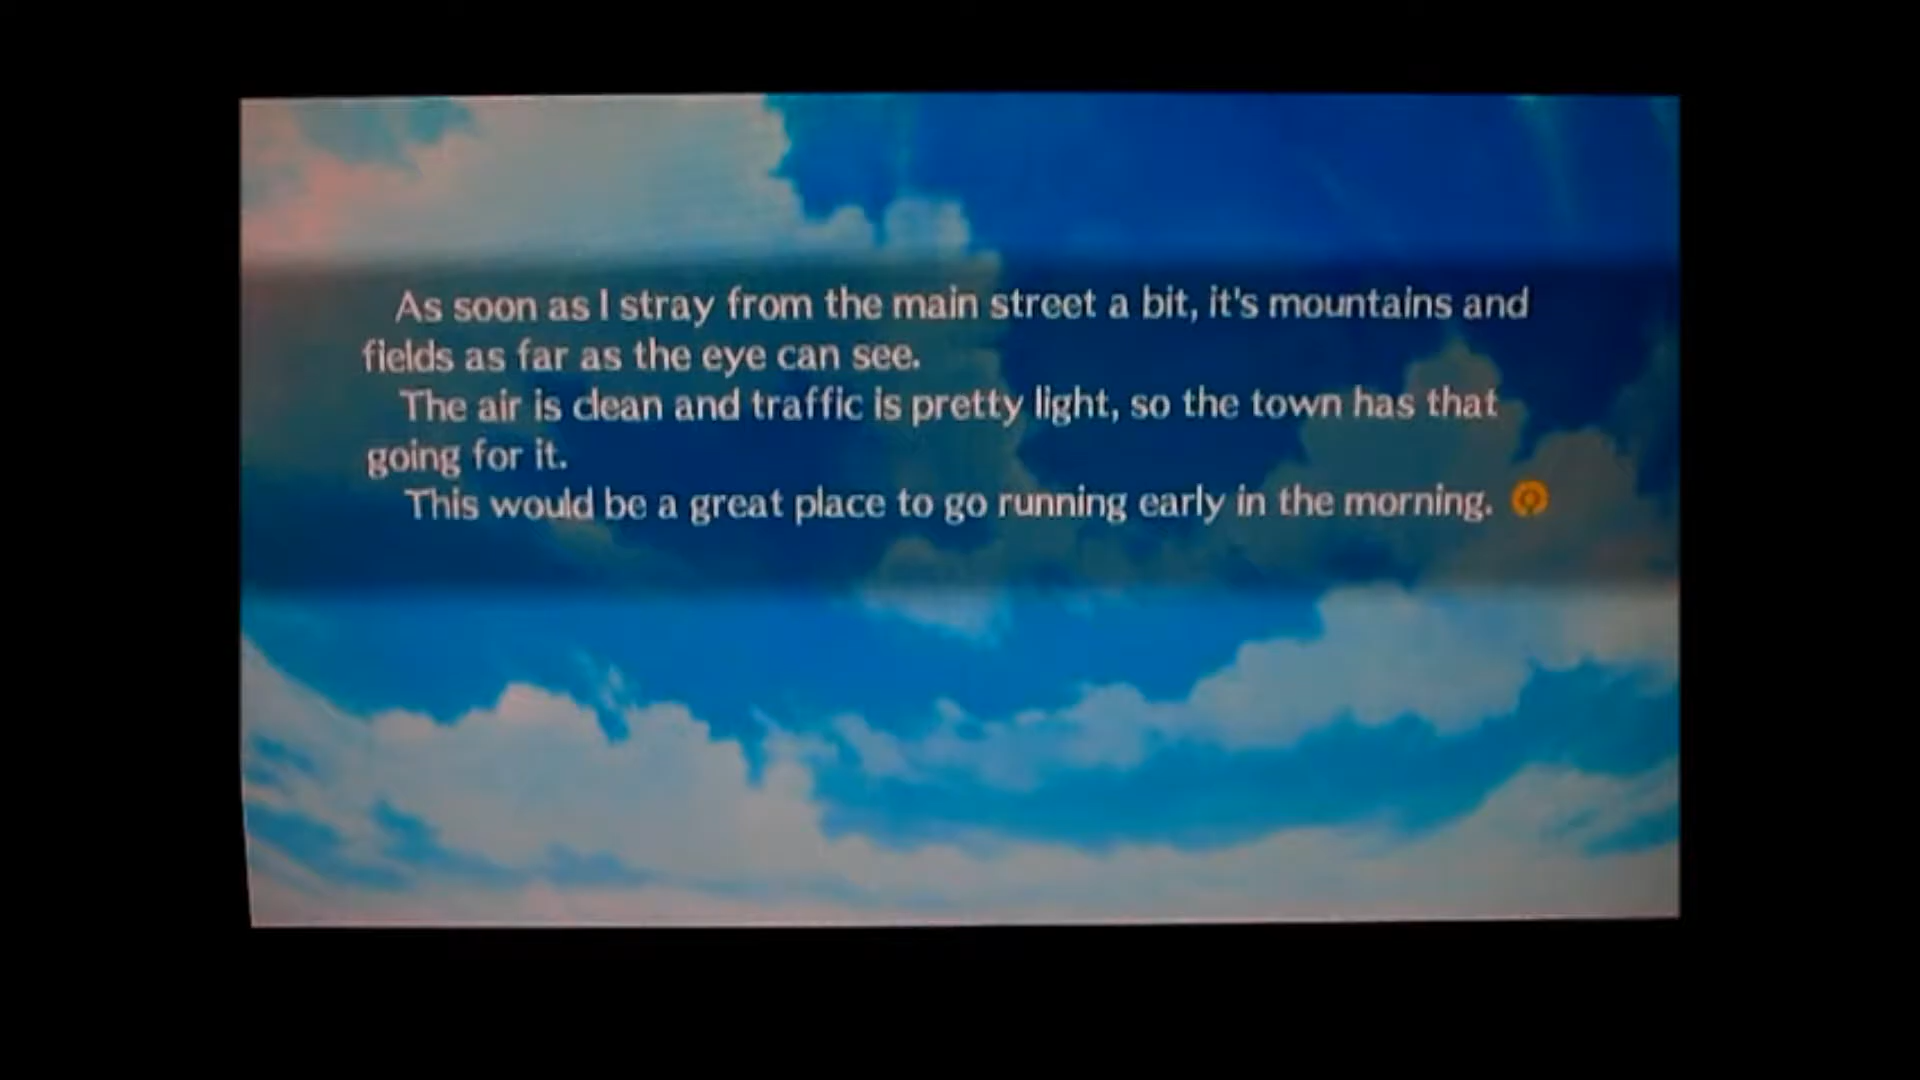 As soon as I stray from the main street a bit, it's mountains and
fields as far as the eye can see.
The air is clean and traffic is pretty light, so the town has that
going for it.
This would be a great place to go running early in the morning.